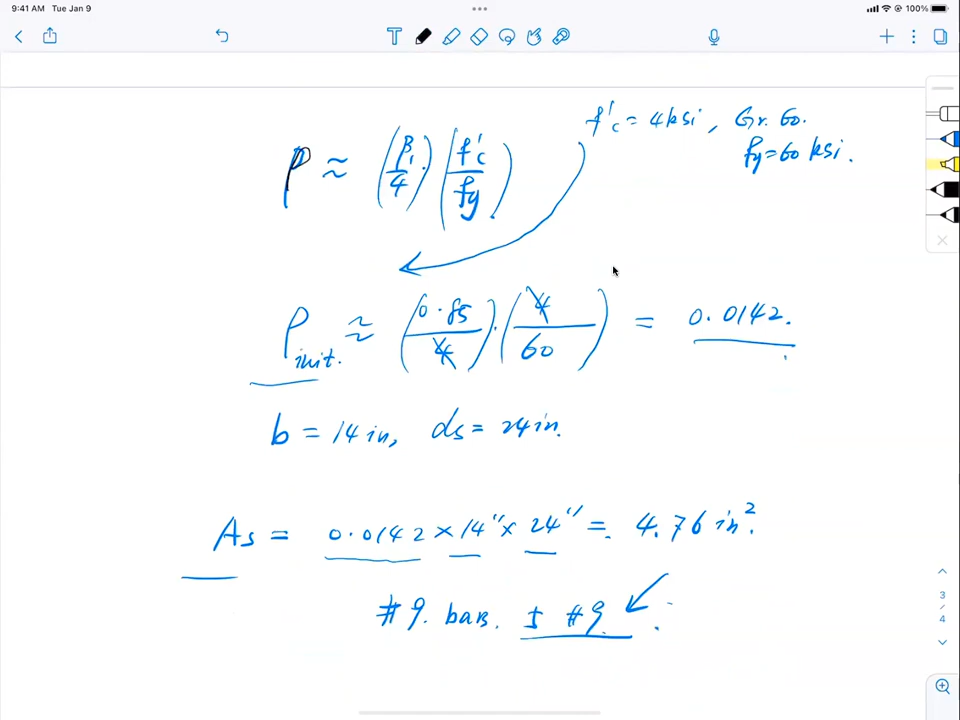 9:41 AM Tue Jan 9
100%
f'c = 4 ksi, Gr. 60.
fy = 60 ksi.
ρ ≈ (β1/4) (f'c/fy)
ρinit. ≈ (0.85/4) · (4/60) = 0.0142.
b = 14 in, ds = 24 in.
As = 0.0142 × 14" × 24" = 4.76 in².
#9. bars. 5 #9.
3
/
4